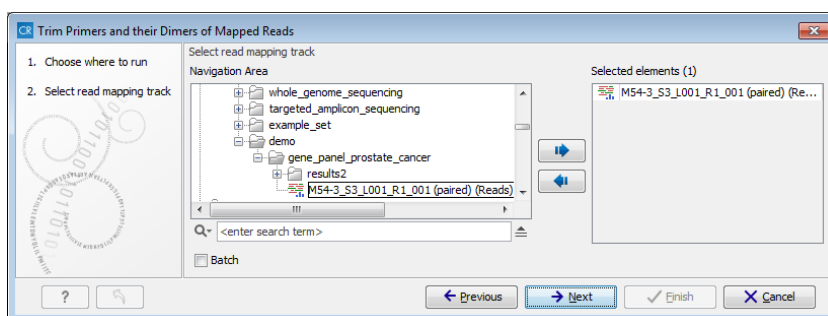 CR Trim Primers and their Dimers of Mapped Reads
1. Choose where to run
2. Select read mapping track
Select read mapping track
Navigation Area
whole_genome_sequencing
targeted_amplicon_sequencing
example_set
demo
gene_panel_prostate_cancer
results2
M54-3_S3_L001_R1_001 (paired) (Reads)
<enter search term>
Batch
Selected elements (1)
M54-3_S3_L001_R1_001 (paired) (Re...
? Previous Next Finish Cancel